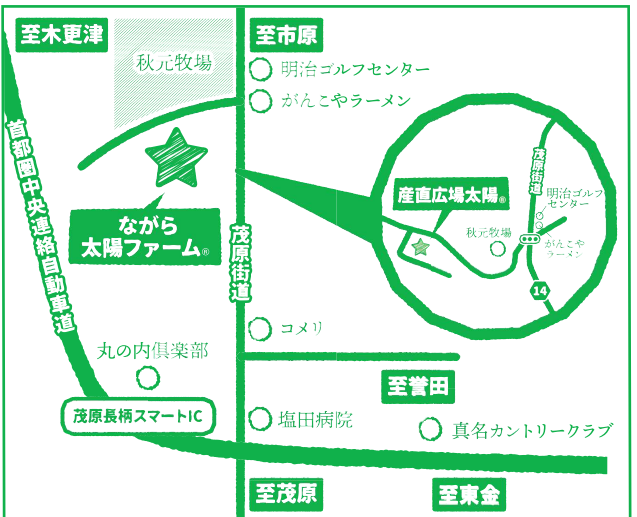 至木更津
至市原
秋元牧場
明治ゴルフセンター
がんこやラーメン
首都圏中央連絡自動車道
ながら
太陽ファーム®
茂原街道
茂原街道
明治ゴルフ
センター
産直広場太陽®
秋元牧場
がんこや
ラーメン
14
コメリ
丸の内倶楽部
至誉田
茂原長柄スマートIC
塩田病院
真名カントリークラブ
至茂原
至東金